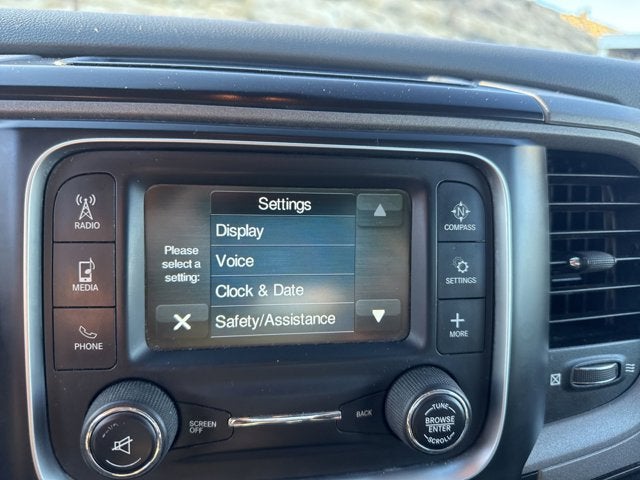 RADIO
MEDIA
PHONE
Settings
Please
select a
setting:
Display
Voice
Clock & Date
Safety/Assistance
N
COMPASS
SETTINGS
MORE
SCREEN
OFF
BACK
TUNE
BROWSE
ENTER
SCROLL